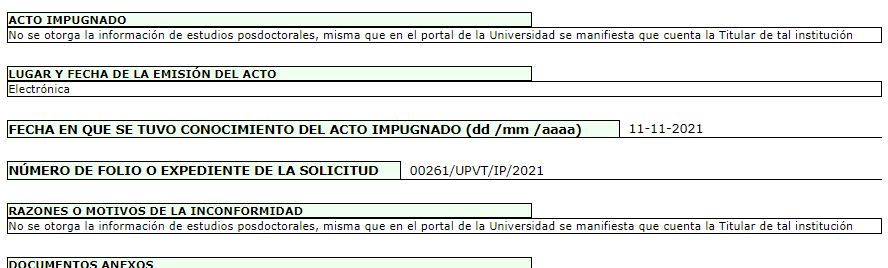 ACTO IMPUGNADO
No se otorga la información de estudios posdoctorales, misma que en el portal de la Universidad se manifiesta que cuenta la Titular de tal institución
LUGAR Y FECHA DE LA EMISIÓN DEL ACTO
Electrónica
FECHA EN QUE SE TUVO CONOCIMIENTO DEL ACTO IMPUGNADO (dd /mm /aaaa) 11-11-2021
NÚMERO DE FOLIO O EXPEDIENTE DE LA SOLICITUD 00261/UPVT/IP/2021
RAZONES O MOTIVOS DE LA INCONFORMIDAD
No se otorga la información de estudios posdoctorales, misma que en el portal de la Universidad se manifiesta que cuenta la Titular de tal institución
DOCUMENTOS ANEXOS